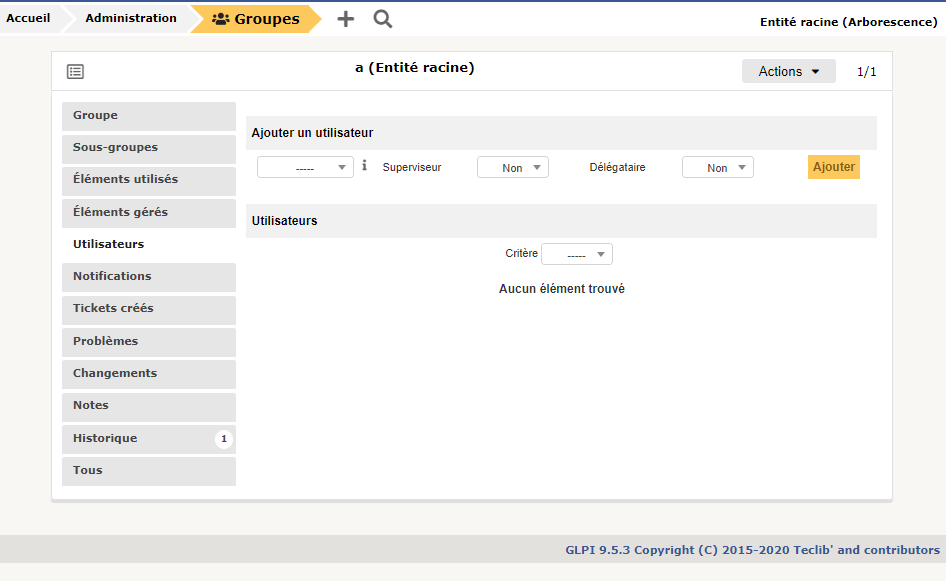 Accueil Administration Groupes
Entité racine (Arborescence)
a (Entité racine)
Actions 1/1
Groupe
Sous-groupes
Éléments utilisés
Éléments gérés
Utilisateurs
Notifications
Tickets créés
Problèmes
Changements
Notes
Historique 1
Tous
Ajouter un utilisateur
----- i Superviseur Non Délégataire Non Ajouter
Utilisateurs
Critère -----
Aucun élément trouvé
GLPI 9.5.3 Copyright (C) 2015-2020 Teclib' and contributors